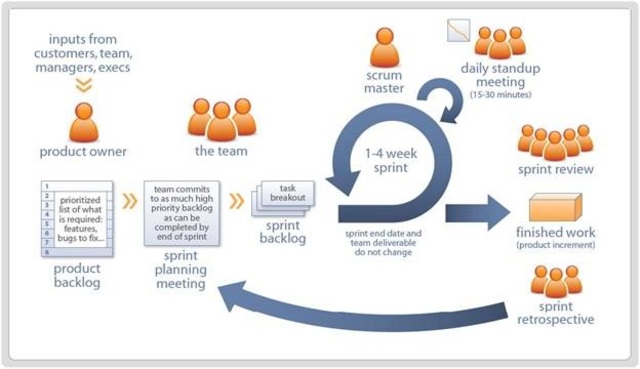 inputs from
customers, team,
managers, execs
product owner
the team
scrum
master
daily standup
meeting
(15-30 minutes)
1
2
3
4
5
6
7
8
prioritized
list of what
is required:
features,
bugs to fix...
product
backlog
team commits
to as much high
priority backlog
as can be
completed by
end of sprint
sprint
planning
meeting
task
breakout
sprint
backlog
1-4 week
sprint
sprint end date and
team deliverable
do not change
sprint review
finished work
(product increment)
sprint
retrospective